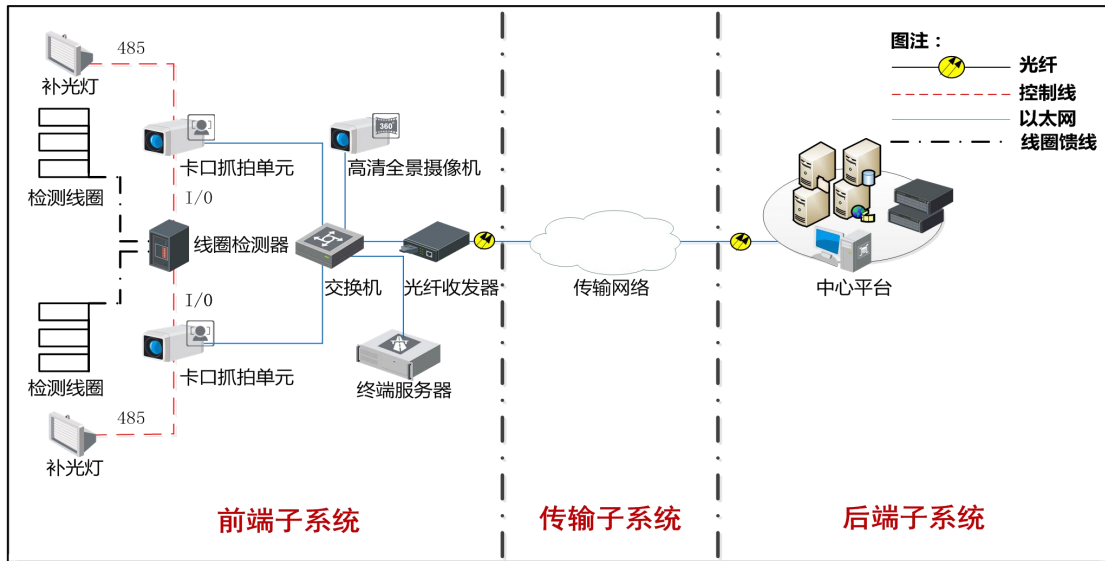 485
补光灯
检测线圈
卡口抓拍单元
I/0
360
高清全景摄像机
线圈检测器
交换机
光纤收发器
I/0
检测线圈
卡口抓拍单元
终端服务器
485
补光灯
传输网络
中心平台
图注：
光纤
控制线
以太网
线圈馈线
前端子系统
传输子系统
后端子系统